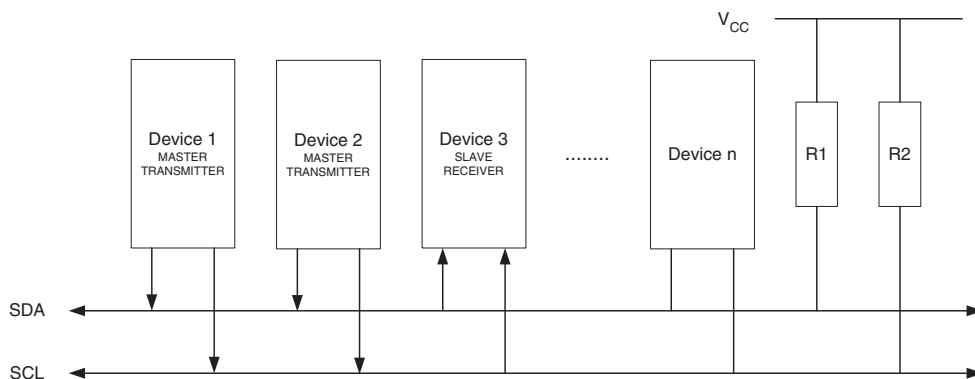 VCC
Device 1
MASTER
TRANSMITTER
Device 2
MASTER
TRANSMITTER
Device 3
SLAVE
RECEIVER
........
Device n
R1
R2
SDA
SCL